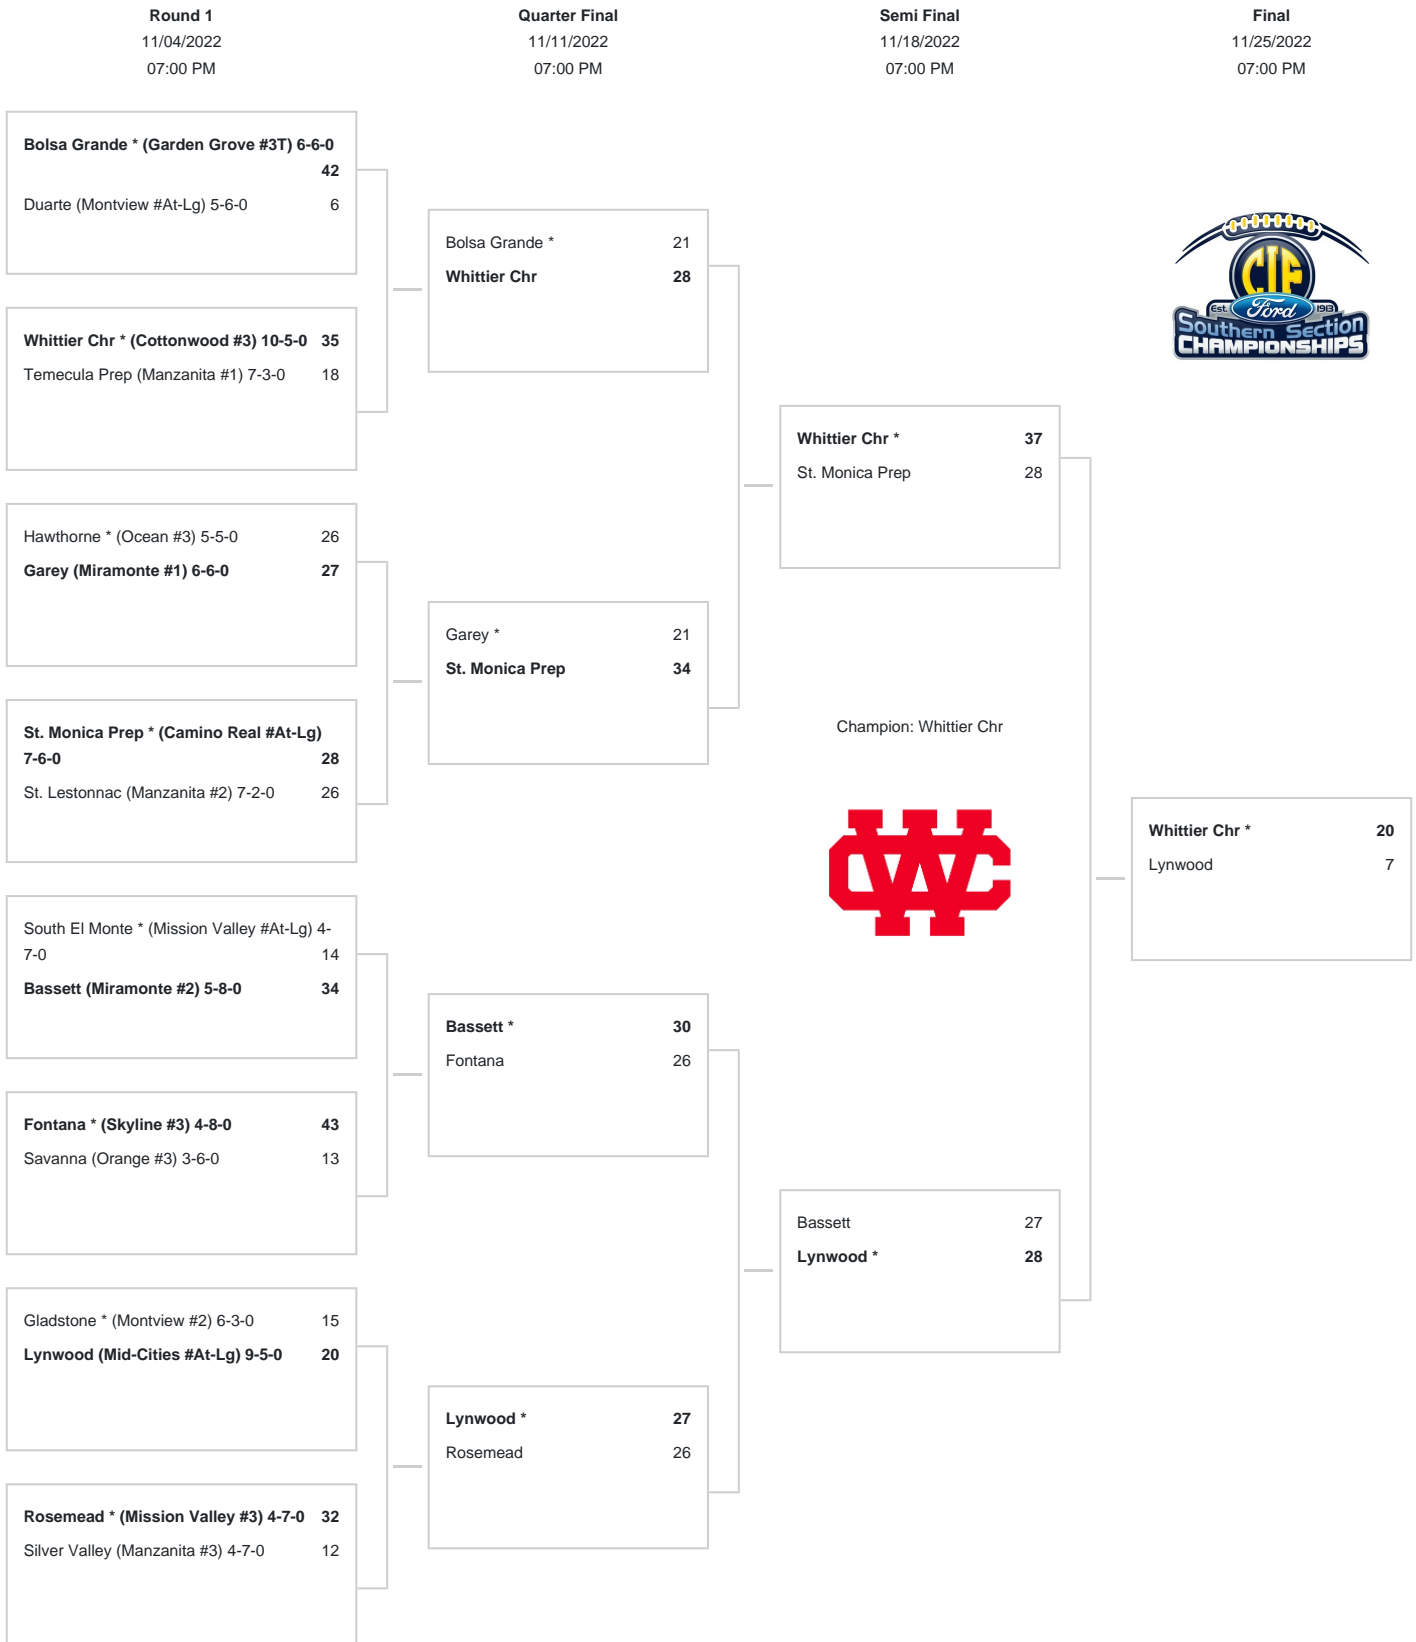 Round 1
11/04/2022
07:00 PM
Quarter Final
11/11/2022
07:00 PM
Semi Final
11/18/2022
07:00 PM
Final
11/25/2022
07:00 PM
Bolsa Grande * (Garden Grove #3T) 6-6-0
42
Duarte (Montview #At-Lg) 5-6-0 6
Whittier Chr * (Cottonwood #3) 10-5-0 35
Temecula Prep (Manzanita #1) 7-3-0 18
Hawthorne * (Ocean #3) 5-5-0 26
Garey (Miramonte #1) 6-6-0 27
St. Monica Prep * (Camino Real #At-Lg)
7-6-0 28
St. Lestonnac (Manzanita #2) 7-2-0 26
South El Monte * (Mission Valley #At-Lg) 4-
7-0 14
Bassett (Miramonte #2) 5-8-0 34
Fontana * (Skyline #3) 4-8-0 43
Savanna (Orange #3) 3-6-0 13
Gladstone * (Montview #2) 6-3-0 15
Lynwood (Mid-Cities #At-Lg) 9-5-0 20
Rosemead * (Mission Valley #3) 4-7-0 32
Silver Valley (Manzanita #3) 4-7-0 12
Bolsa Grande * 21
Whittier Chr 28
Garey * 21
St. Monica Prep 34
Bassett * 30
Fontana 26
Lynwood * 27
Rosemead 26
Whittier Chr * 37
St. Monica Prep 28
Champion: Whittier Chr
WC
Bassett 27
Lynwood * 28
CIF
Est. Ford 1913
Southern Section
CHAMPIONSHIPS
Whittier Chr * 20
Lynwood 7